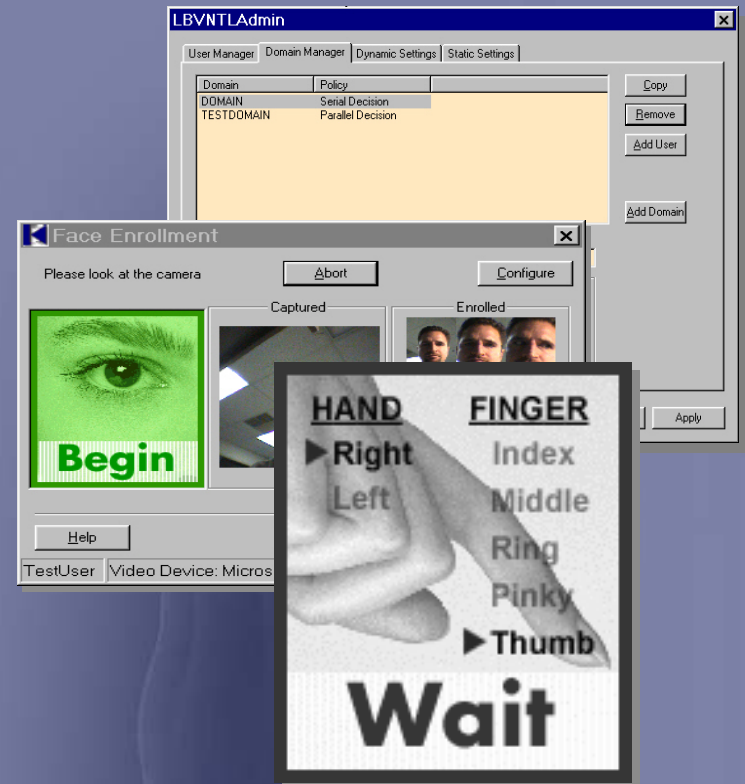 LBVNTLAdmin
User Manager Domain Manager Dynamic Settings Static Settings
Domain Policy
DOMAIN Serial Decision
TESTDOMAIN Parallel Decision
Copy
Remove
Add User
Add Domain
Apply
Face Enrollment
Please look at the camera Abort Configure
Captured Enrolled
Begin
Help
TestUser Video Device: Micros
HAND FINGER
Right Index
Left Middle
Ring
Pinky
Thumb
Wait